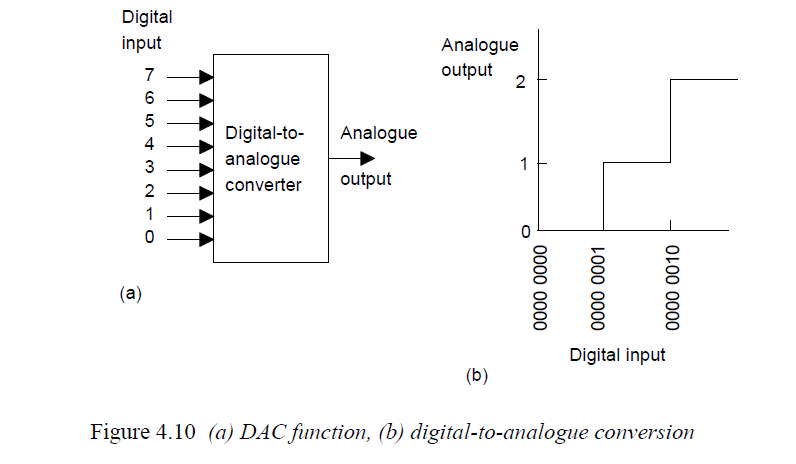 Digital
input
7
6
5
4
3
2
1
0
Digital-to-
analogue
converter
Analogue
output
(a)
Analogue
output
2
1
0
0000 0000
0000 0001
0000 0010
Digital input
(b)
Figure 4.10 (a) DAC function, (b) digital-to-analogue conversion